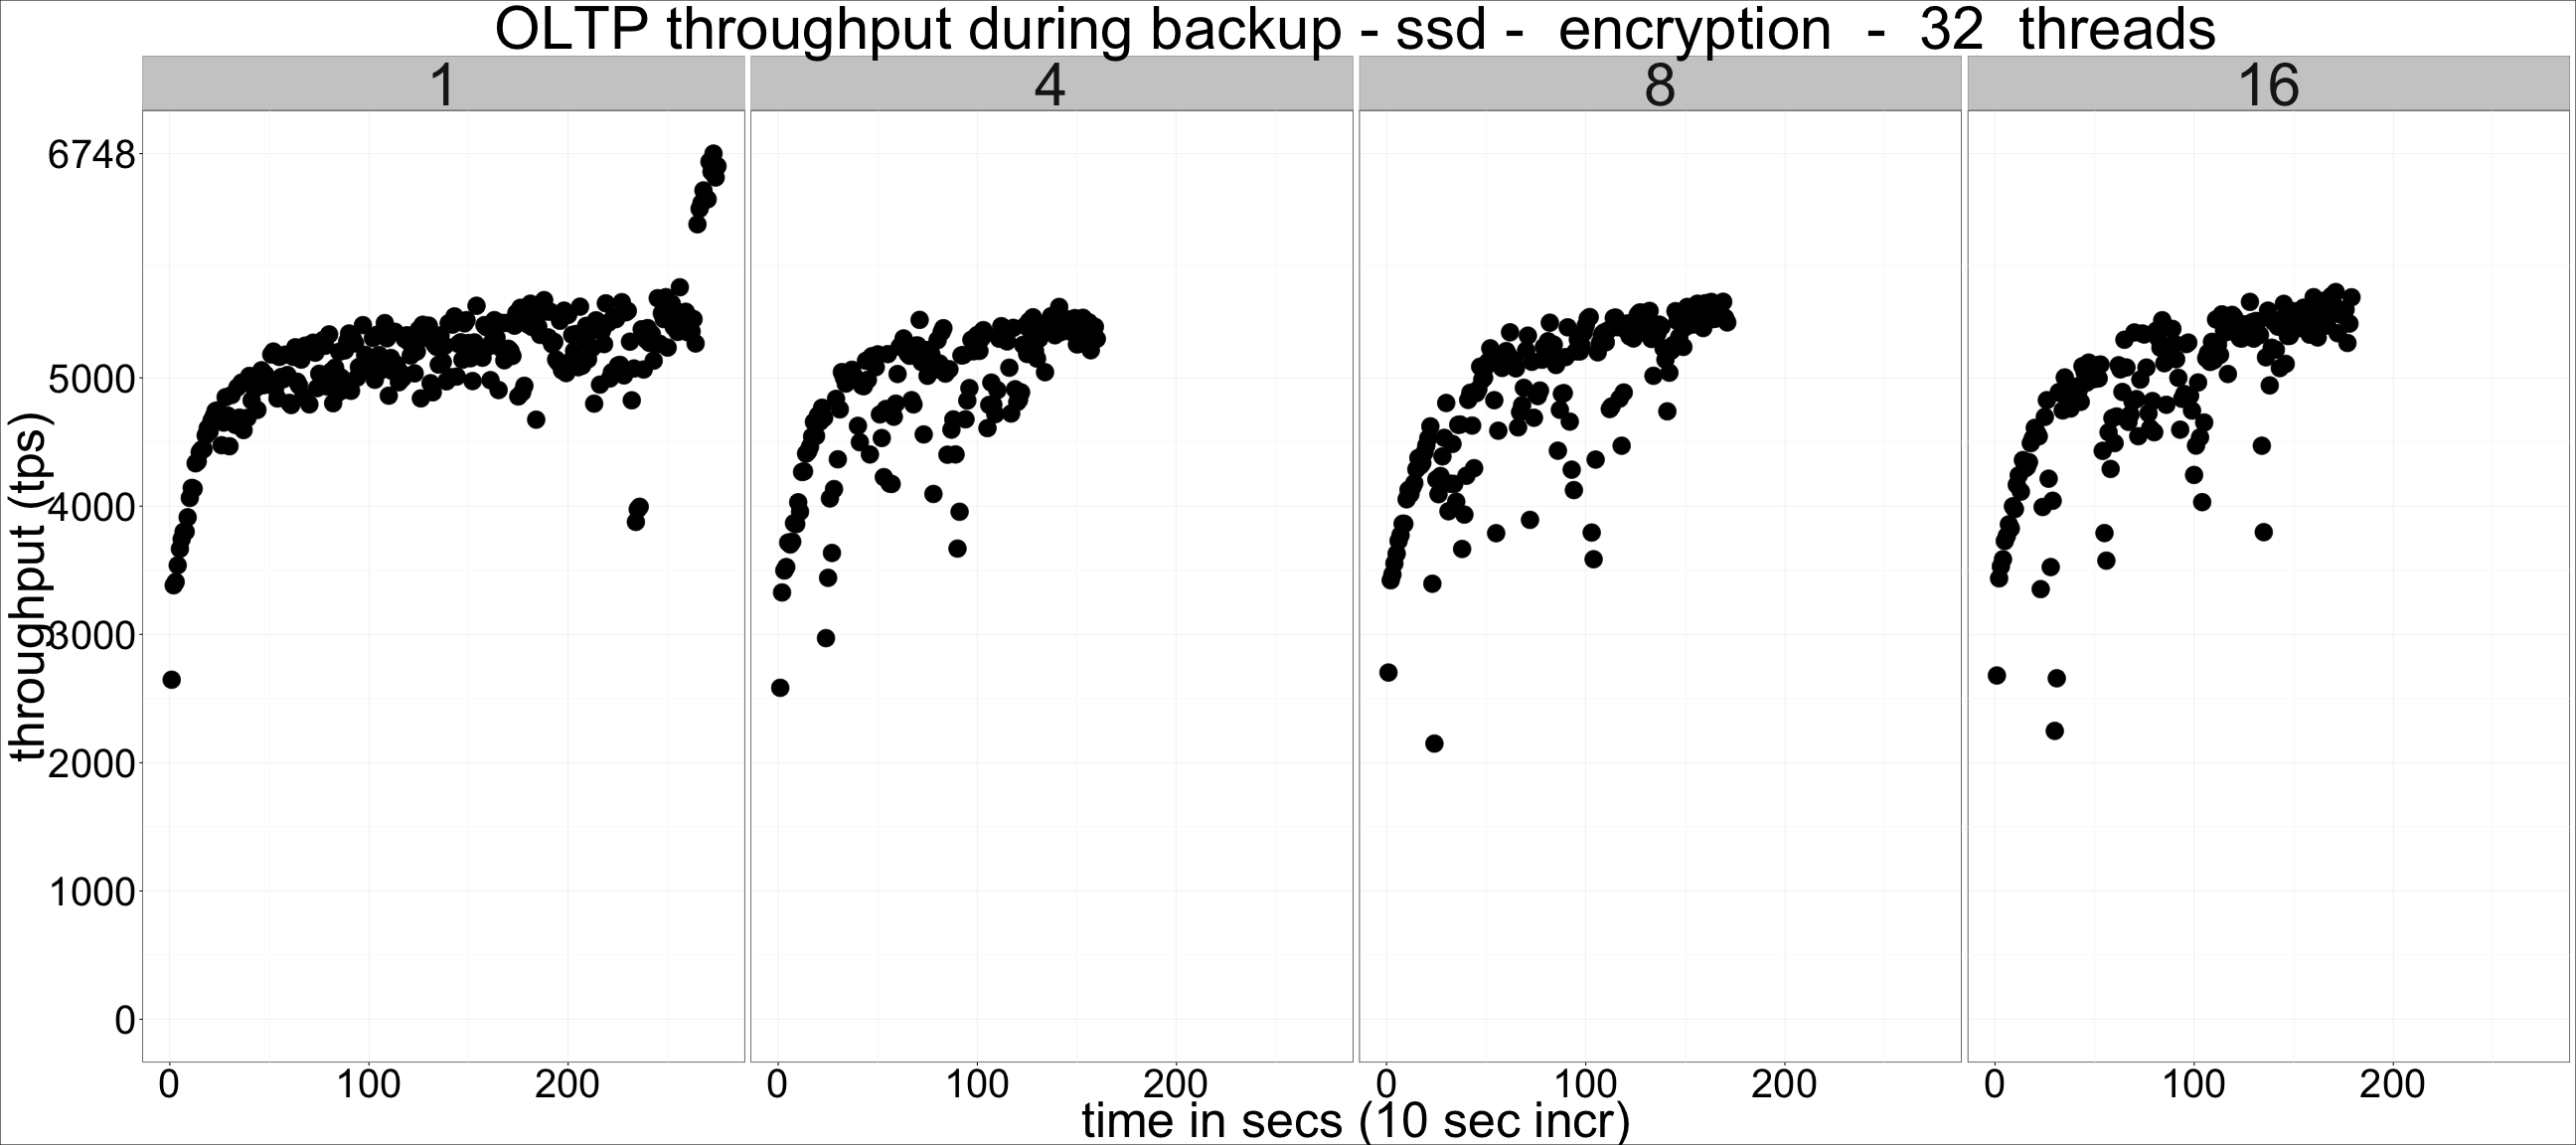 OLTP throughput during backup - ssd -  encryption  -  32  threads
1 4 8 16
throughput (tps)
6748
5000
4000
3000
2000
1000
0
0 100 200 0 100 200 0 100 200 0 100 200
time in secs (10 sec incr)